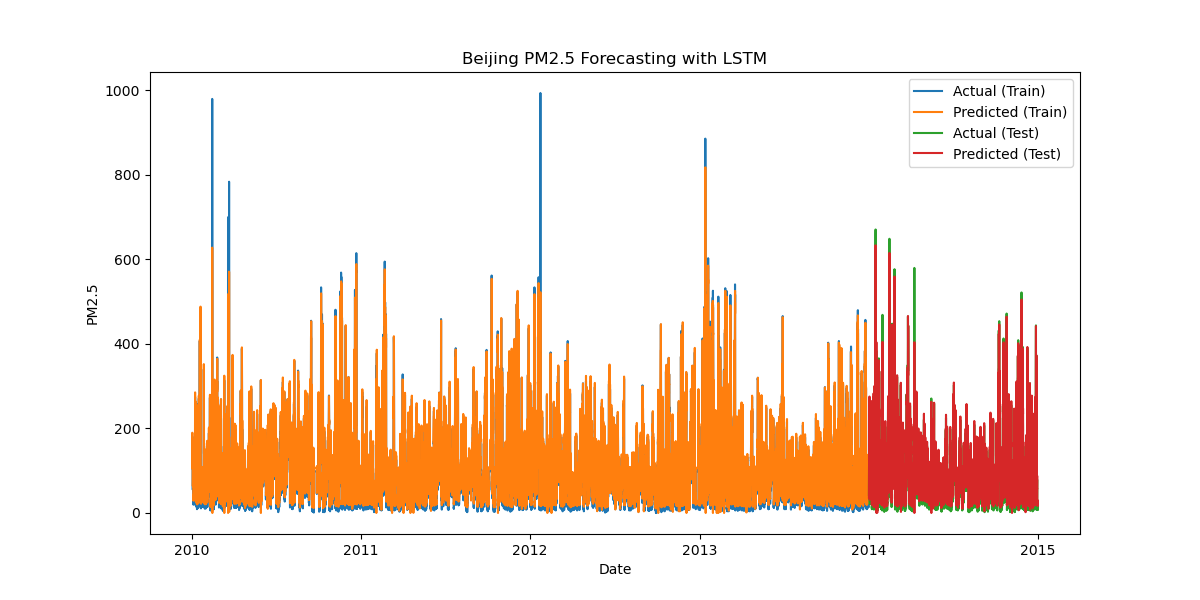 Beijing PM2.5 Forecasting with LSTM
Actual (Train)
Predicted (Train)
Actual (Test)
Predicted (Test)
1000
800
600
400
200
0
PM2.5
2010 2011 2012 2013 2014 2015
Date